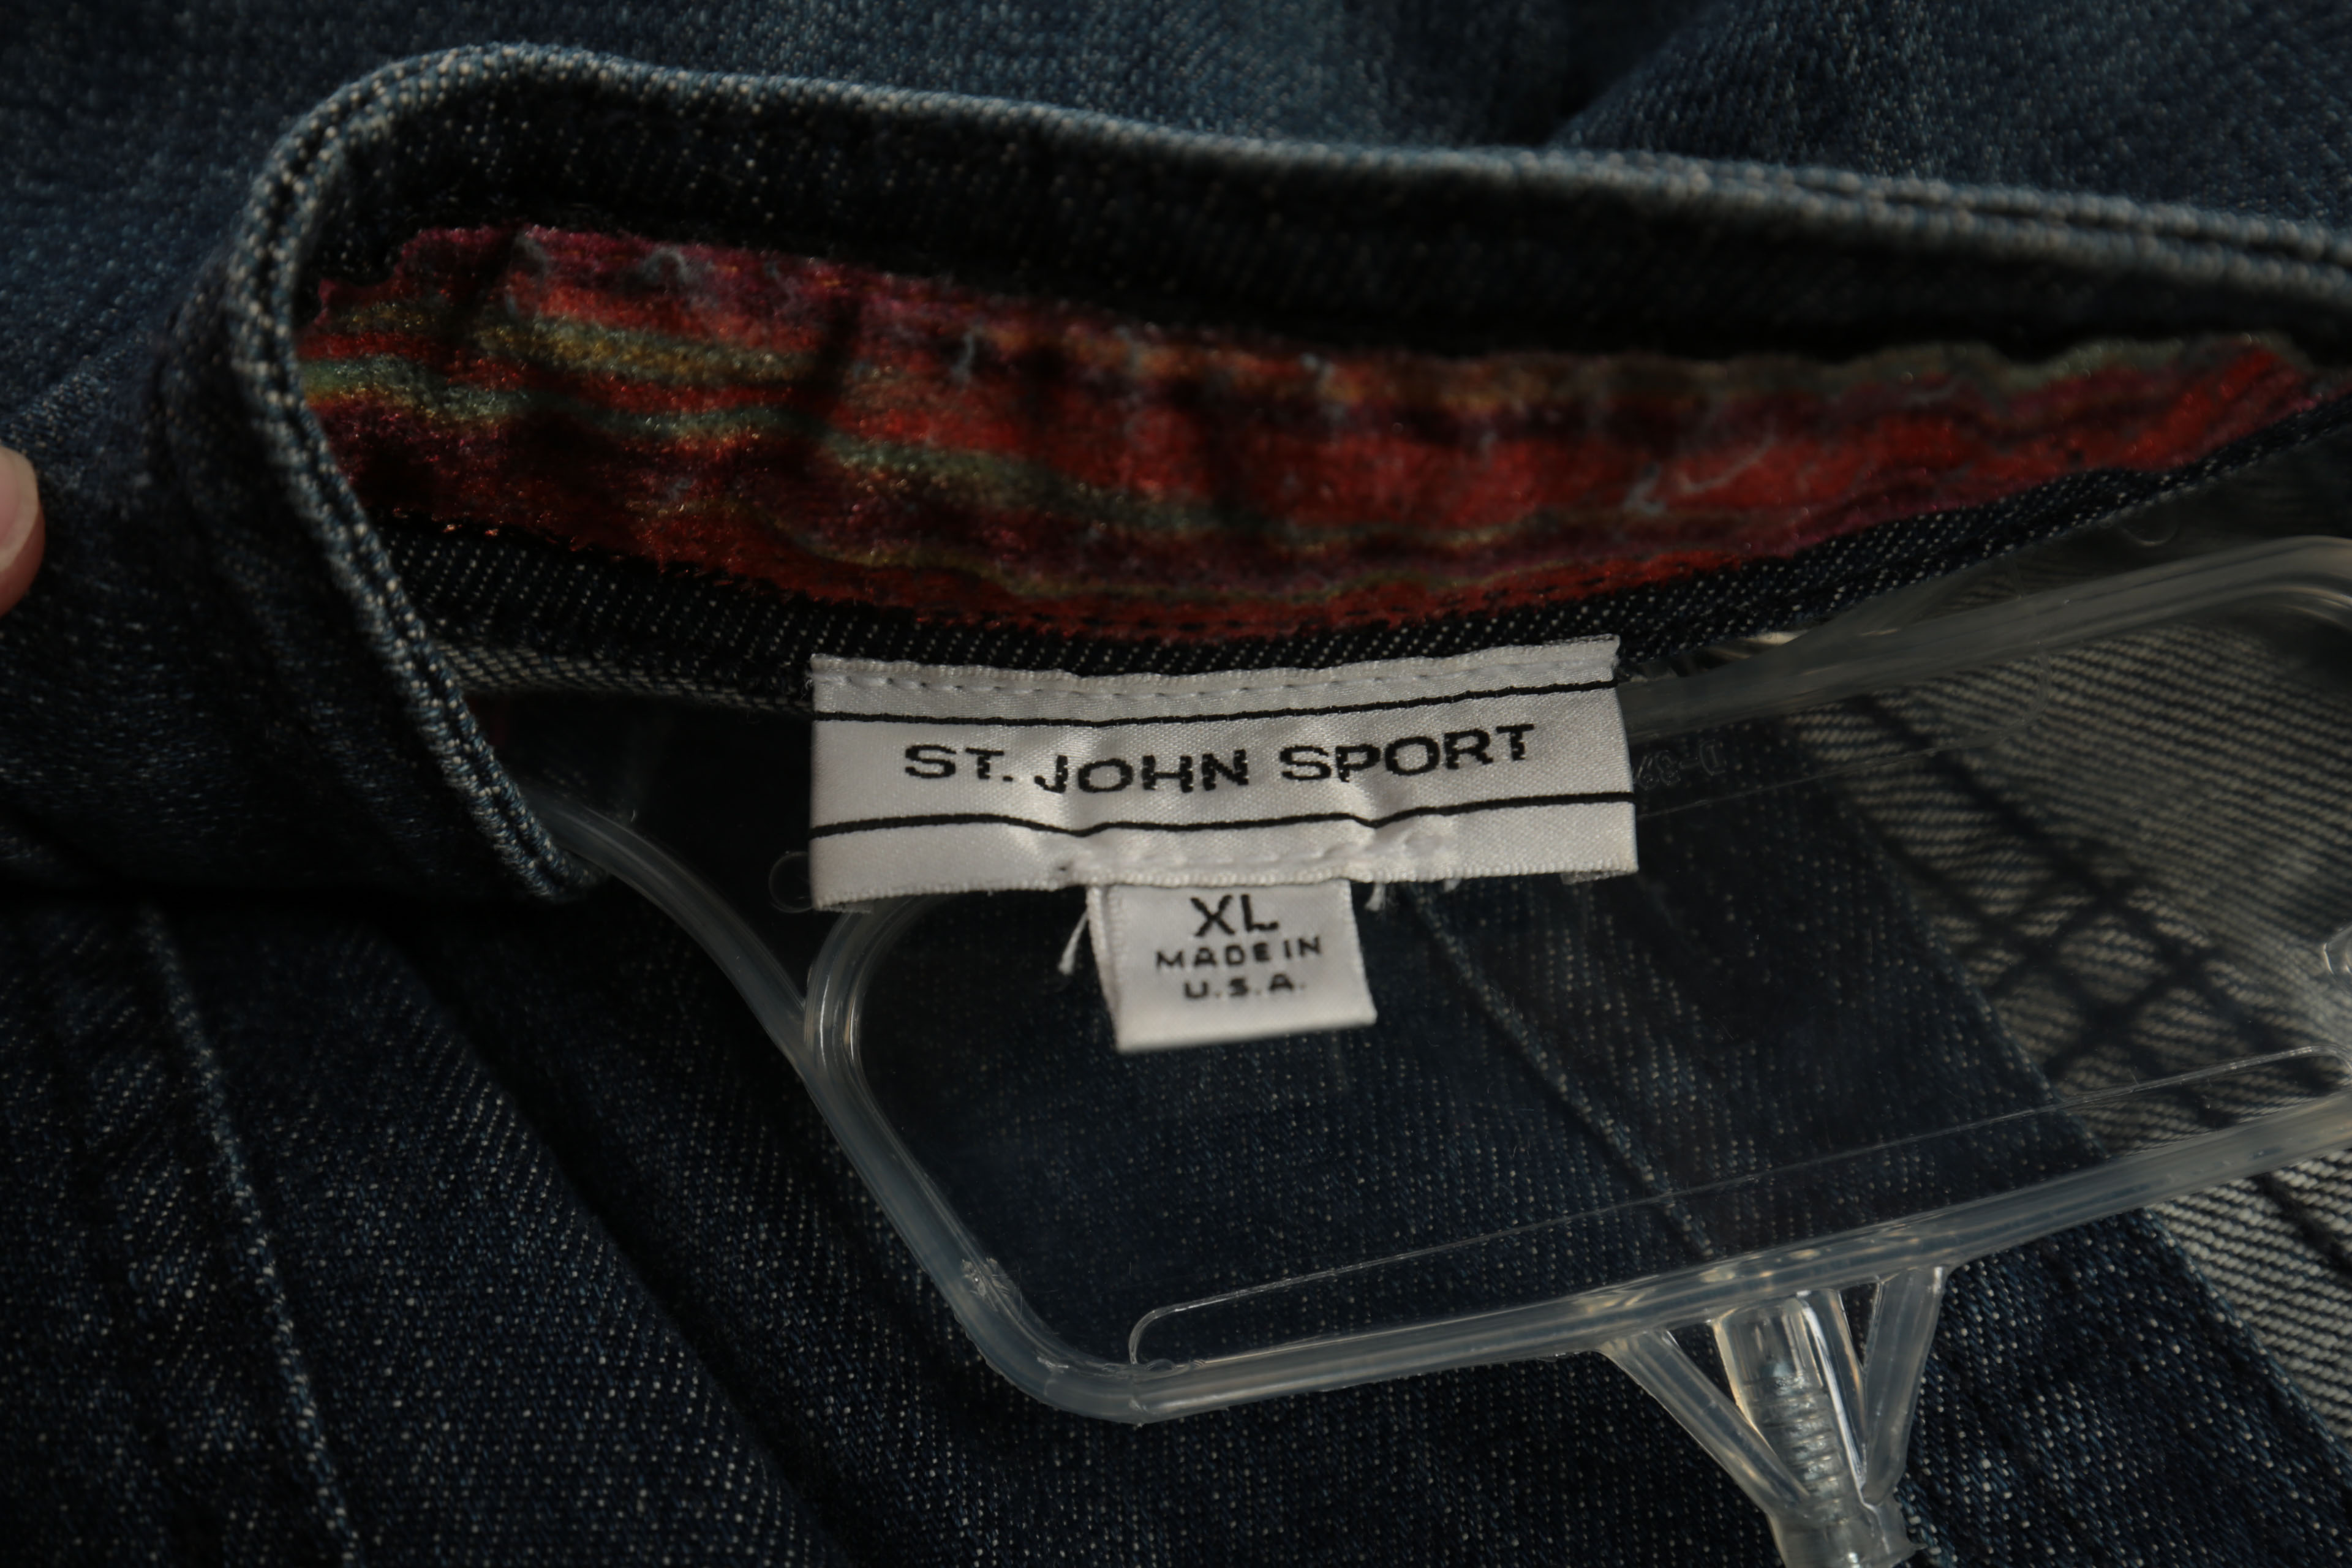 ST. JOHN SPORT
XL
MADE IN
U.S.A.